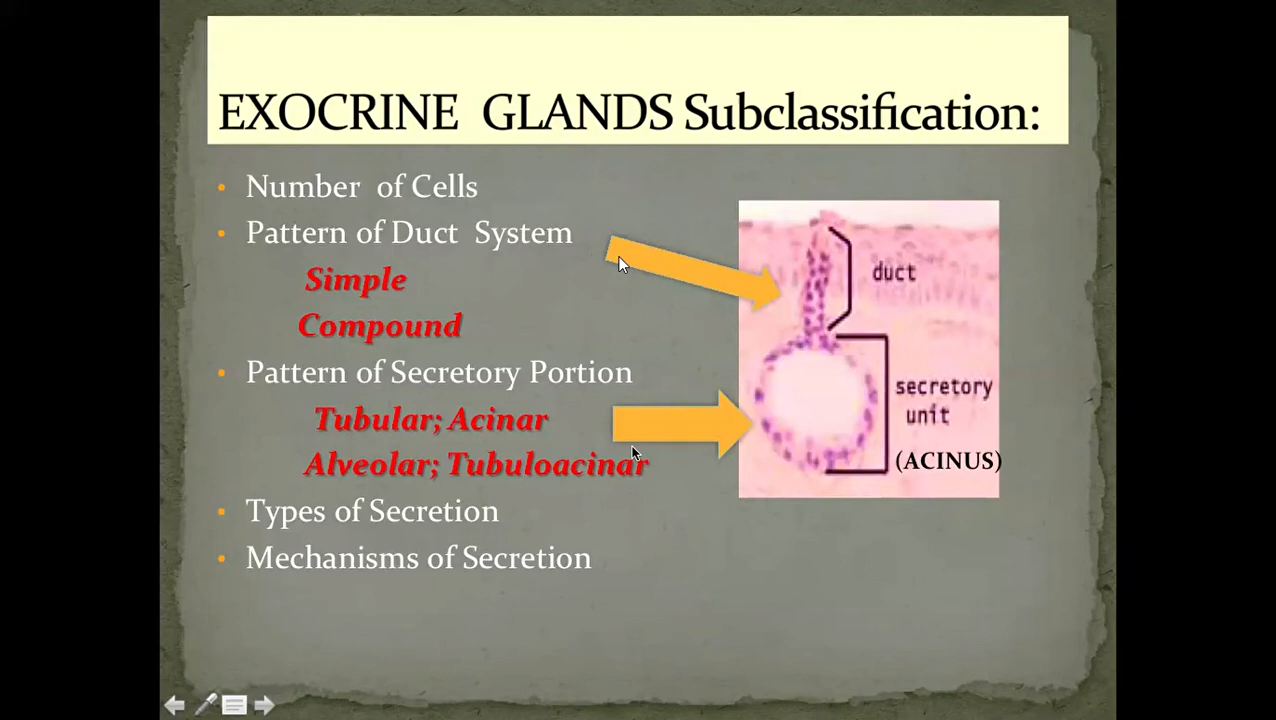 EXOCRINE GLANDS Subclassification:
• Number of Cells
• Pattern of Duct System
Simple
Compound
• Pattern of Secretory Portion
Tubular; Acinar
Alveolar; Tubuloacinar
• Types of Secretion
• Mechanisms of Secretion
duct
secretory
unit
(ACINUS)